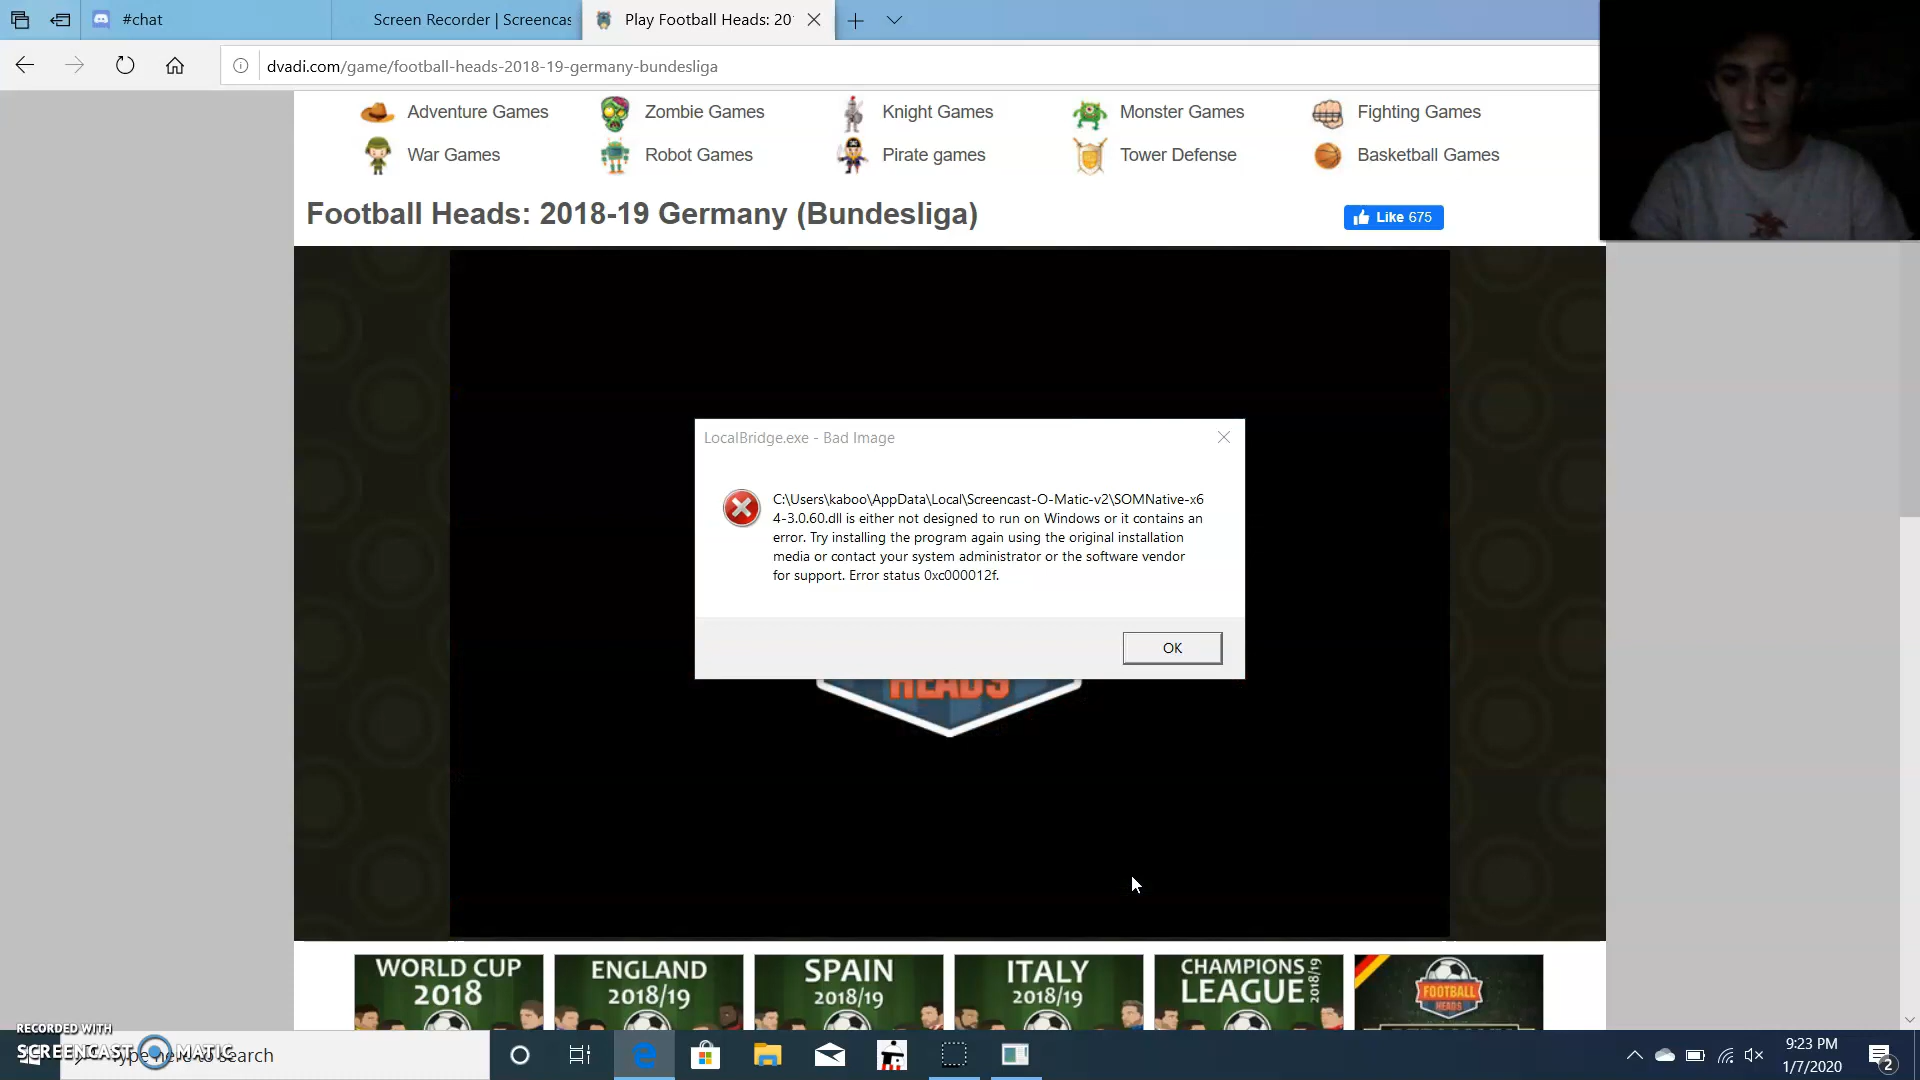 #chat
Screen Recorder | Screencas
Play Football Heads: 20
dvadi.com/game/football-heads-2018-19-germany-bundesliga
Adventure Games
Zombie Games
Knight Games
Monster Games
Fighting Games
War Games
Robot Games
Pirate games
Tower Defense
Basketball Games
Football Heads: 2018-19 Germany (Bundesliga)
Like 675
LocalBridge.exe - Bad Image
C:\Users\kaboo\AppData\Local\Screencast-O-Matic-v2\SOMNative-x6
4-3.0.60.dll is either not designed to run on Windows or it contains an
error. Try installing the program again using the original installation
media or contact your system administrator or the software vendor
for support. Error status 0xc000012f.
OK
HEADS
WORLD CUP
2018
ENGLAND
2018/19
SPAIN
2018/19
ITALY
2018/19
CHAMPIONS
LEAGUE
2018/19
FOOTBALL
HEADS
RECORDED WITH
SCREENCAST MATIC
Type here to search
9:23 PM
1/7/2020
2